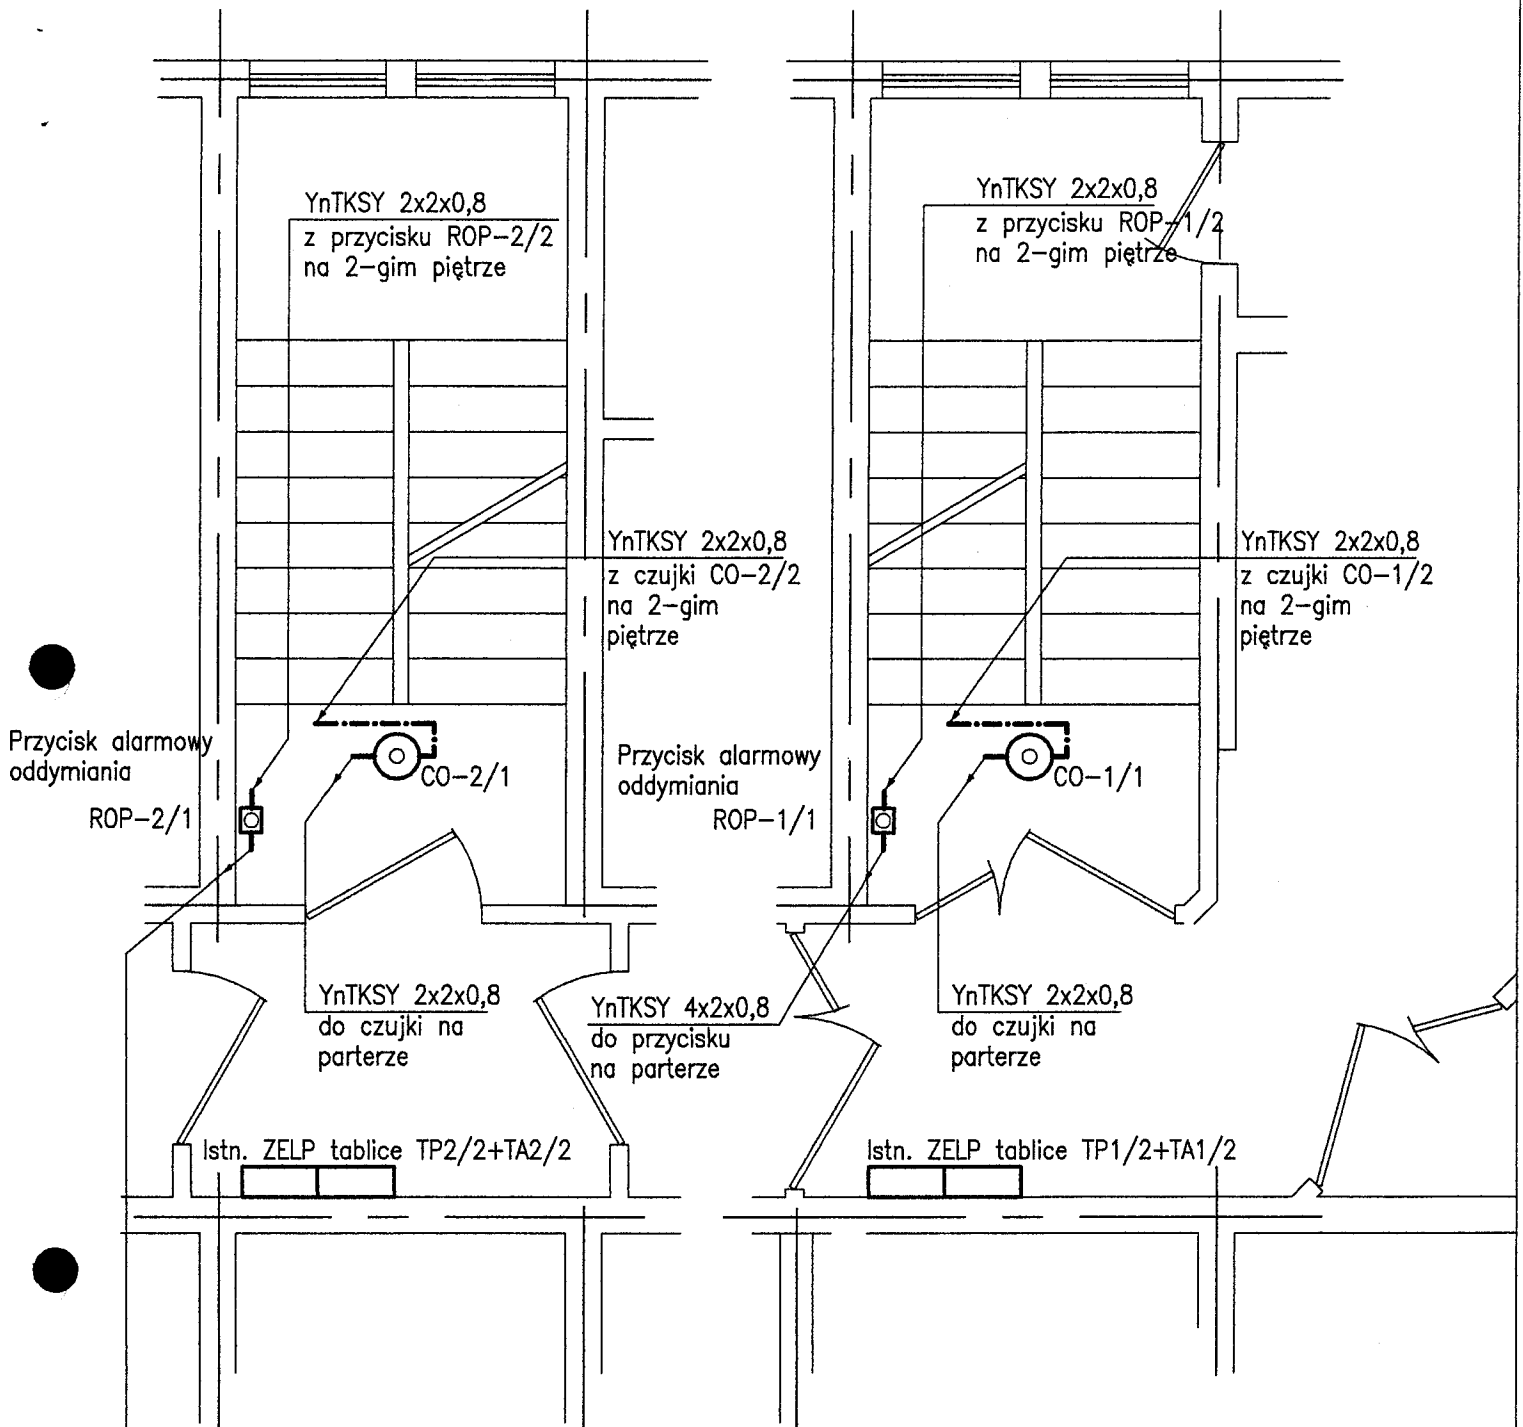 YnTKSY 2x2x0,8
z przycisku ROP-2/2
na 2-gim piętrze
YnTKSY 2x2x0,8
z przycisku ROP-1/2
na 2-gim piętrze
YnTKSY 2x2x0,8
z czujki CO-2/2
na 2-gim
piętrze
YnTKSY 2x2x0,8
z czujki CO-1/2
na 2-gim
piętrze
Przycisk alarmowy
oddymiania
ROP-2/1
CO-2/1
Przycisk alarmowy
oddymiania
ROP-1/1
CO-1/1
YnTKSY 2x2x0,8
do czujki na
parterze
YnTKSY 4x2x0,8
do przycisku
na parterze
YnTKSY 2x2x0,8
do czujki na
parterze
Istn. ZELP tablice TP2/2+TA2/2
Istn. ZELP tablice TP1/2+TA1/2